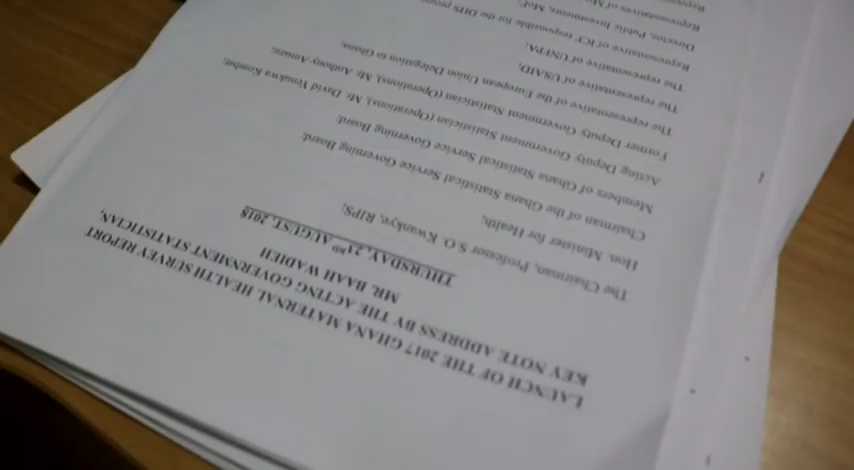 LAUNCH OF THE 2017 GHANA MATERNAL HEALTH SURVEY REPORT
KEY NOTE ADDRESS BY THE ACTING GOVERNMENT STATISTICIAN,
MR. BAAH WADIEH
THURSDAY, 23RD AUGUST, 2018
The Chairman, Professor S.O. Kwankye, RIPS;
Hon. Minister for Health;
Chairman of the Ghana Statistical Service Governing Board;
Members of Ghana Statistical Service Governing Board;
Acting Deputy Government Statistician (Operations), Mr. David Yenukwa Kombat;
Former Deputy Government Statistician (Operations), Mr. Anthony Amuzu;
The representative of the European Union Delegation to Ghana;
The representative of USAID;
The representative of UNFPA;
Representative of ICF responsible for the DHS
Director, Public Investments, MoF
Representatives of